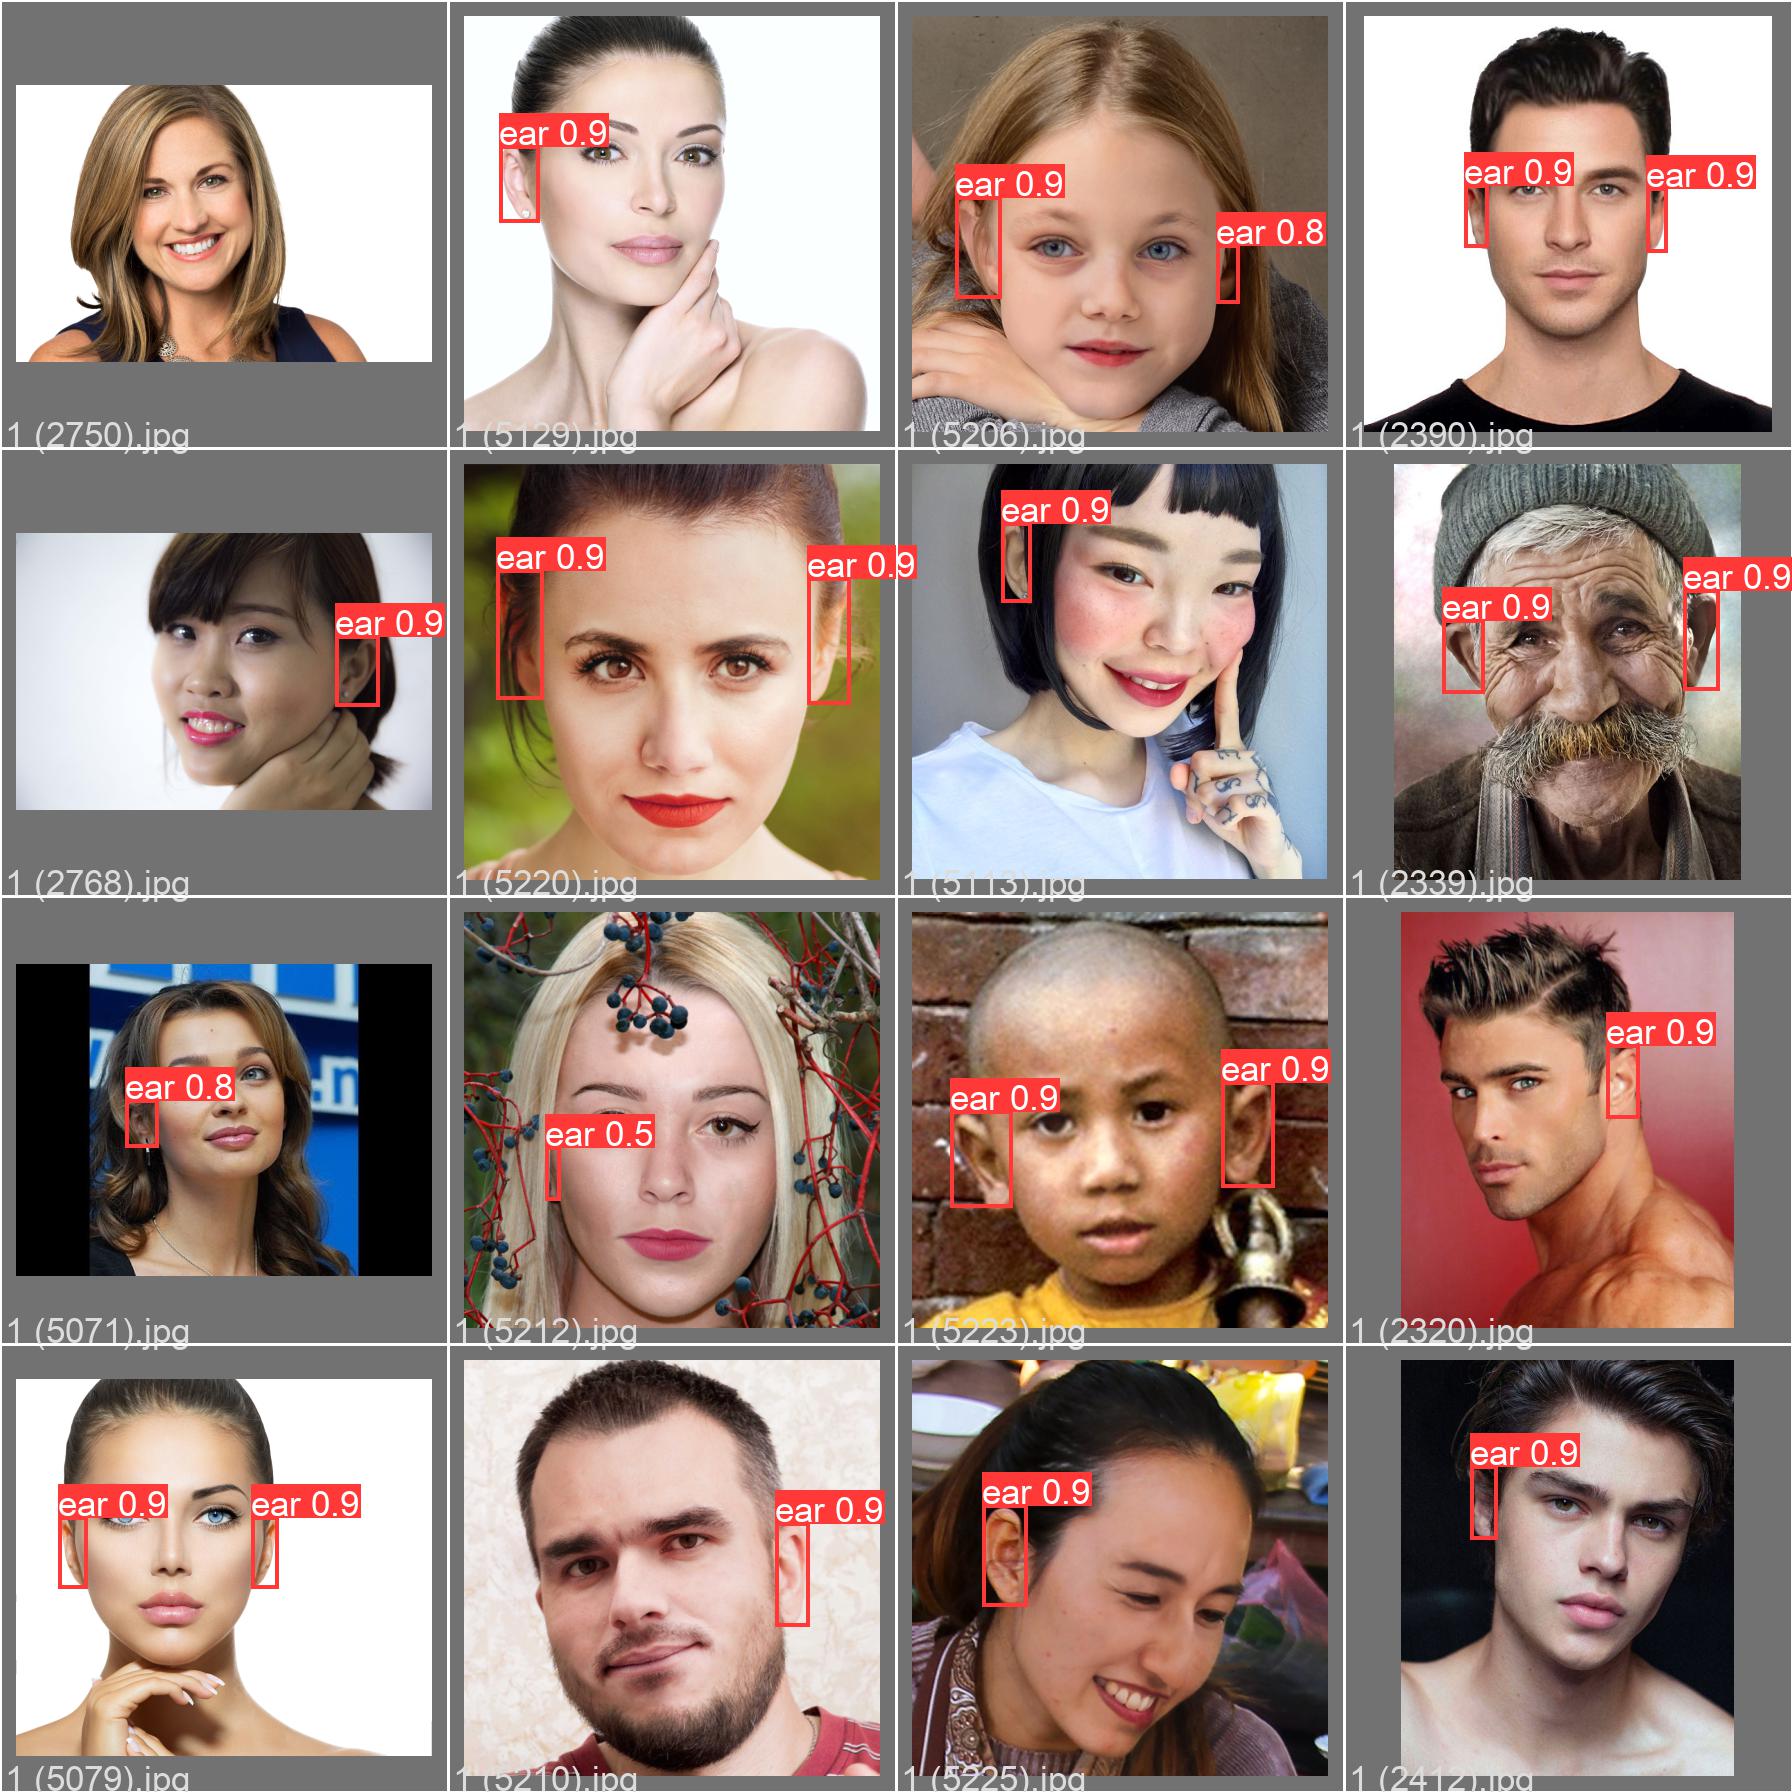 ear 0.9
ear 0.9
ear 0.8
ear 0.9
ear 0.9
1 (2750).jpg
1 (5129).jpg
1 (5206).jpg
1 (2390).jpg
ear 0.9
ear 0.9
ear 0.9
ear 0.9
ear 0.9
ear 0.9
1 (2768).jpg
1 (5220).jpg
1 (5113).jpg
1 (2339).jpg
ear 0.8
ear 0.5
ear 0.9
ear 0.9
ear 0.9
1 (5071).jpg
1 (5212).jpg
1 (5223).jpg
1 (2320).jpg
ear 0.9
ear 0.9
ear 0.9
ear 0.9
ear 0.9
1 (5079).jpg
1 (5210).jpg
1 (5225).jpg
1 (2412).jpg